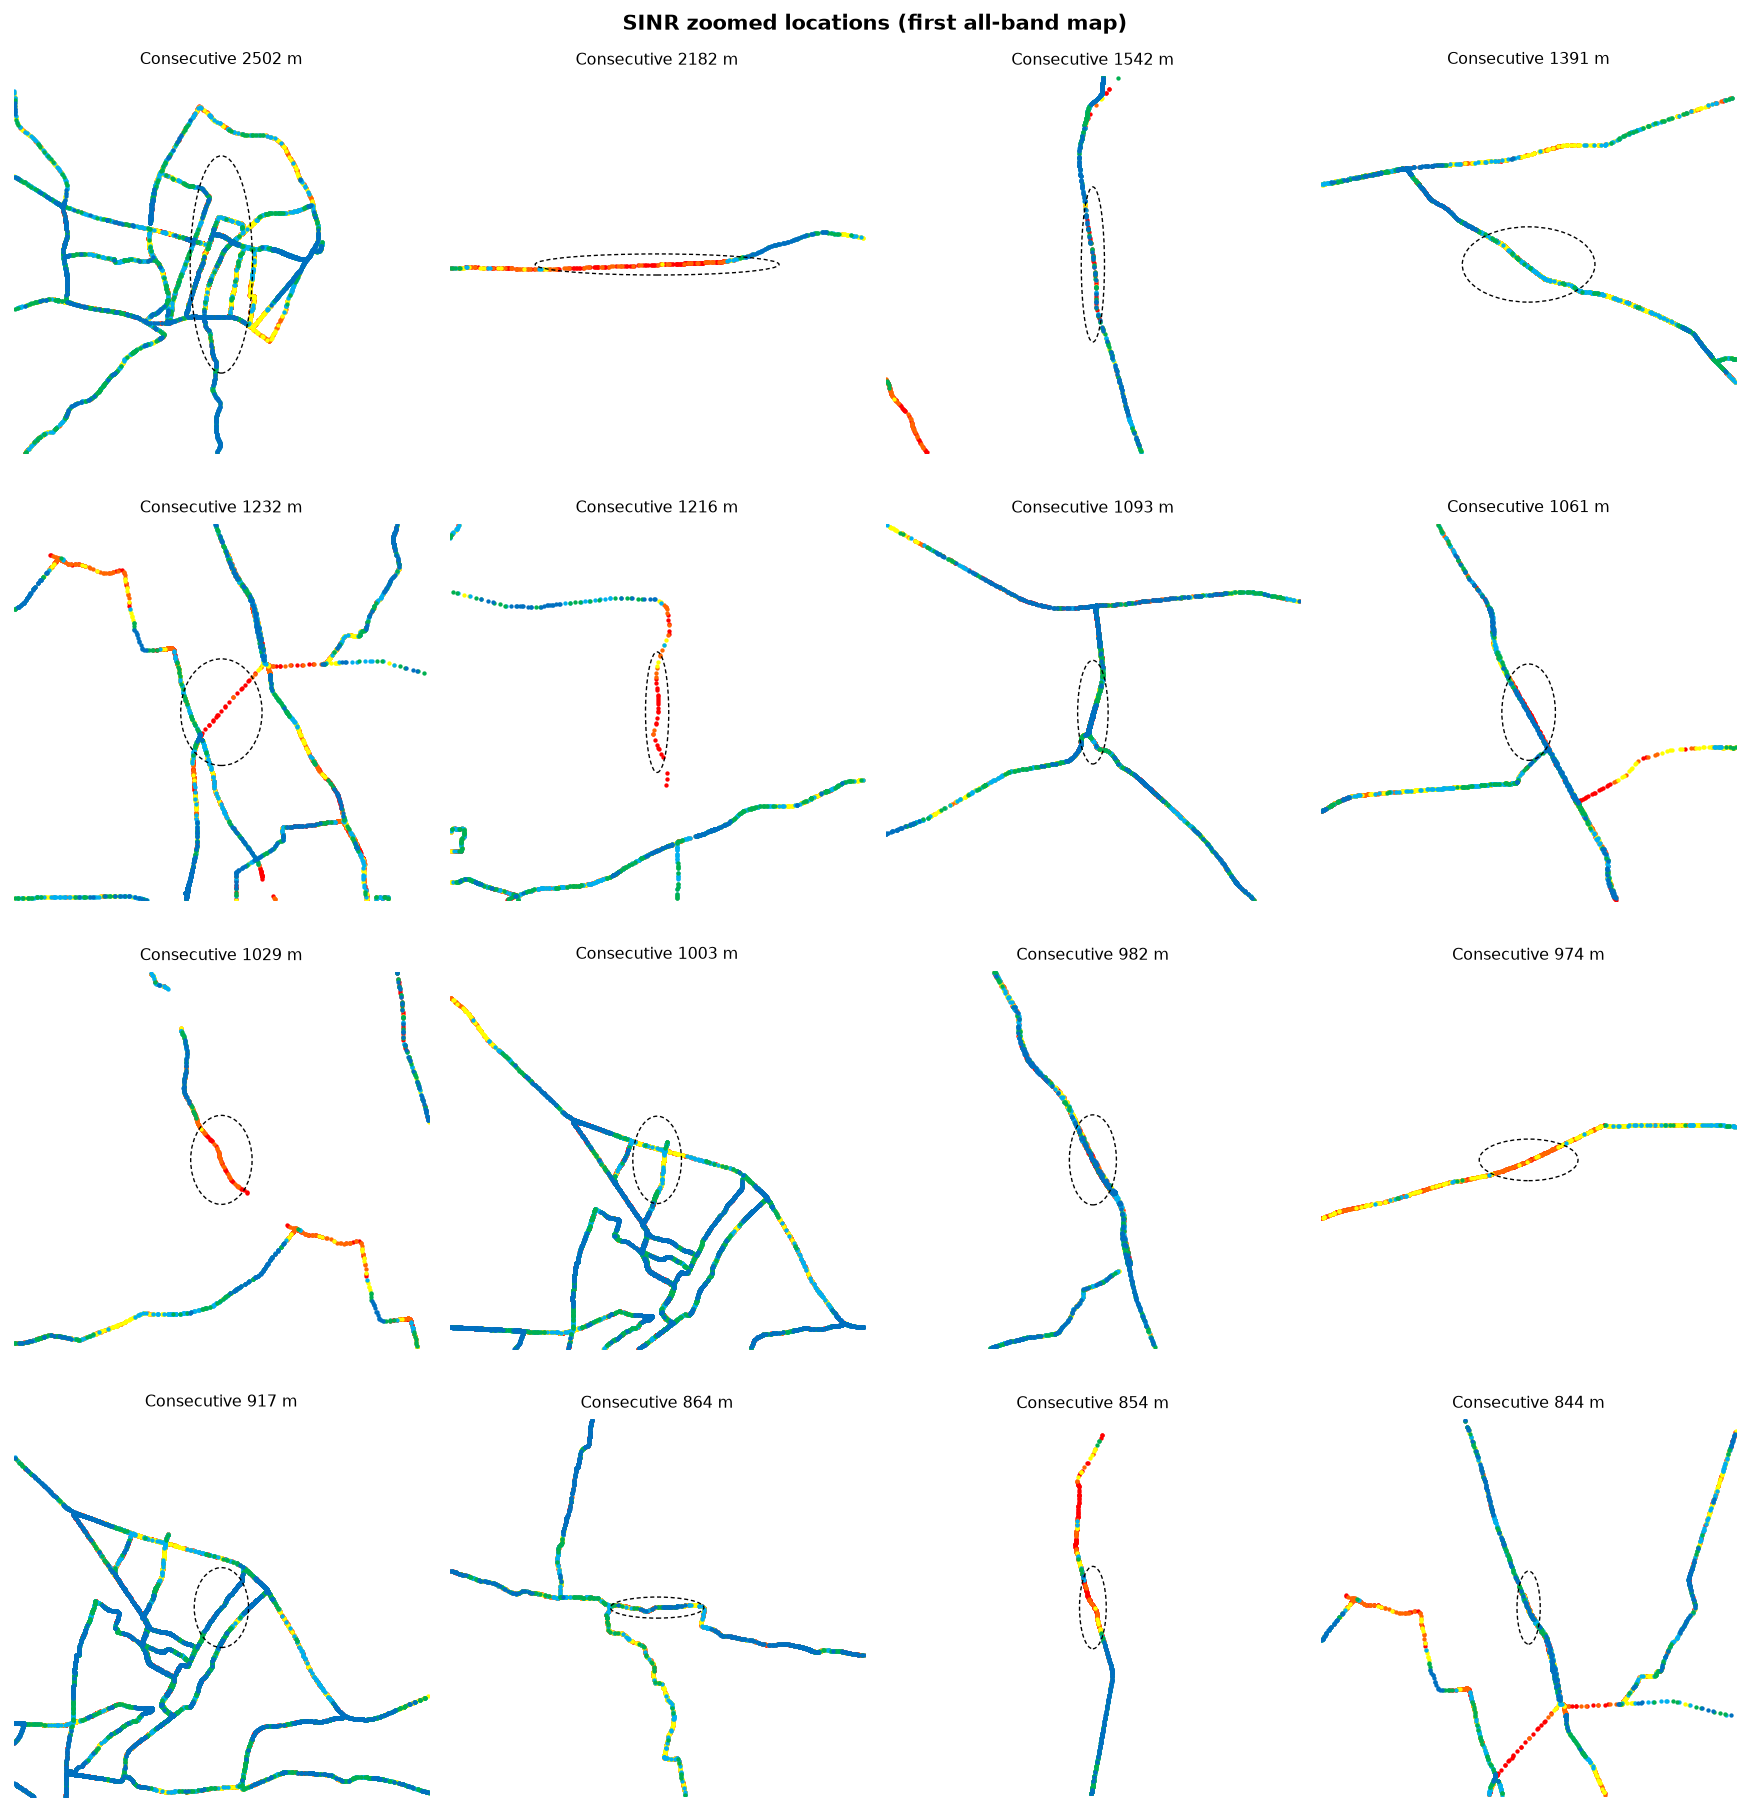 SINR zoomed locations (first all-band map)
Consecutive 2502 m
Consecutive 2182 m
Consecutive 1542 m
Consecutive 1391 m
Consecutive 1232 m
Consecutive 1216 m
Consecutive 1093 m
Consecutive 1061 m
Consecutive 1029 m
Consecutive 1003 m
Consecutive 982 m
Consecutive 974 m
Consecutive 917 m
Consecutive 864 m
Consecutive 854 m
Consecutive 844 m